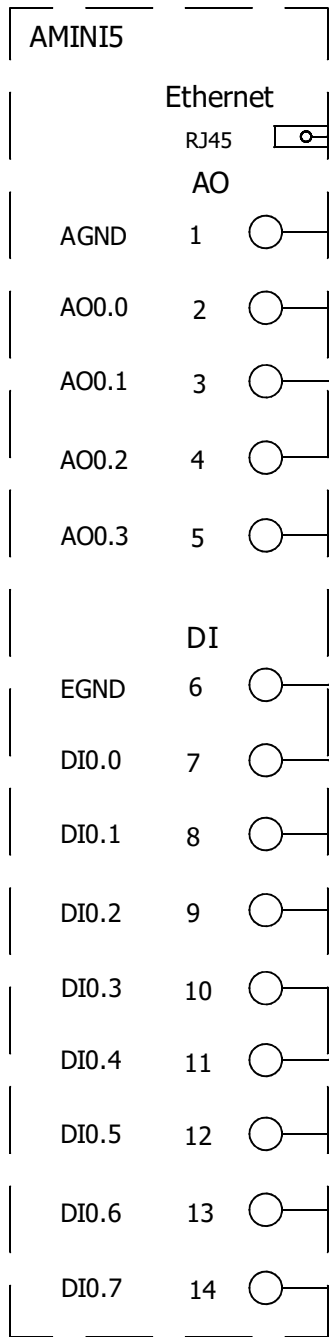 AMINI5
Ethernet
RJ45
AO
AGND 1
AO0.0 2
AO0.1 3
AO0.2 4
AO0.3 5
DI
EGND 6
DI0.0 7
DI0.1 8
DI0.2 9
DI0.3 10
DI0.4 11
DI0.5 12
DI0.6 13
DI0.7 14